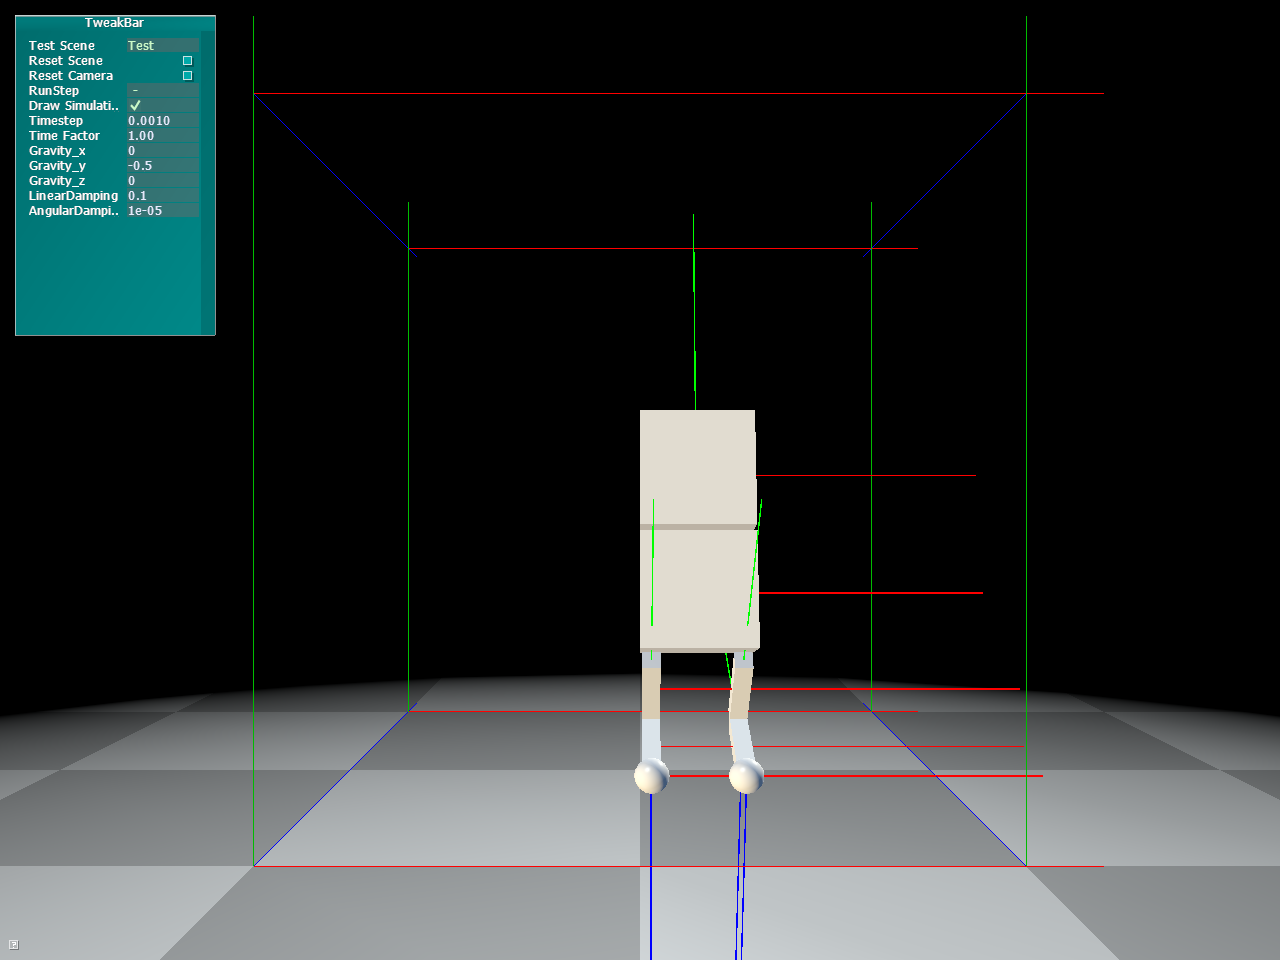 TweakBar
Test Scene Test
Reset Scene
Reset Camera
RunStep -
Draw Simulati..
Timestep 0.0010
Time Factor 1.00
Gravity_x 0
Gravity_y -0.5
Gravity_z 0
LinearDamping 0.1
AngularDampi.. 1e-05
?